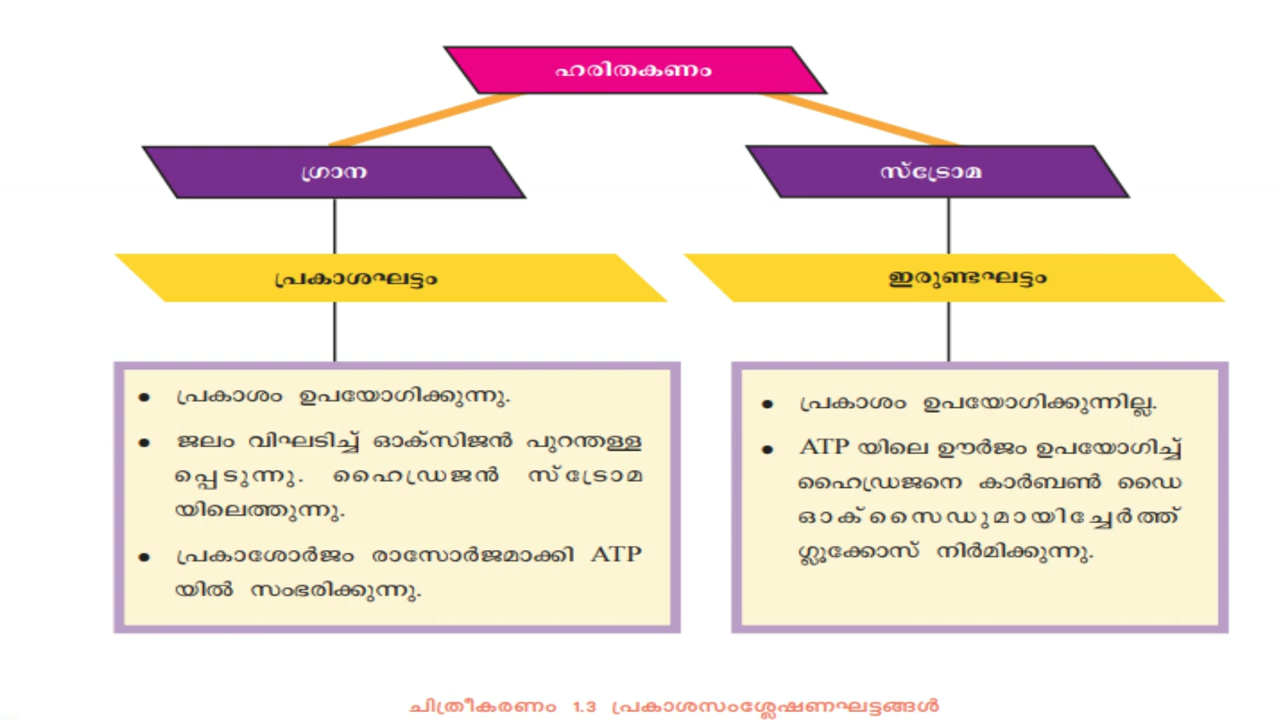 ഹരിതകണം
ഗ്രാന
സ്ട്രോമ
പ്രകാശഘട്ടം
ഇരുണ്ടഘട്ടം
• പ്രകാശം ഉപയോഗിക്കുന്നു.
• ജലം വിഘടിച്ച് ഓക്സിജൻ പുറന്തള്ള
പ്പെടുന്നു. ഹൈഡ്രജൻ സ്ട്രോമ
യിലെത്തുന്നു.
• പ്രകാശോർജം രാസോർജമാക്കി ATP
യിൽ സംഭരിക്കുന്നു.
• പ്രകാശം ഉപയോഗിക്കുന്നില്ല.
• ATP യിലെ ഊർജം ഉപയോഗിച്ച്
ഹൈഡ്രജനെ കാർബൺ ഡൈ
ഓക്സൈഡുമായിച്ചേർത്ത്
ഗ്ലൂക്കോസ് നിർമിക്കുന്നു.
ചിത്രീകരണം 1.3 പ്രകാശസംശ്ലേഷണഘട്ടങ്ങൾ